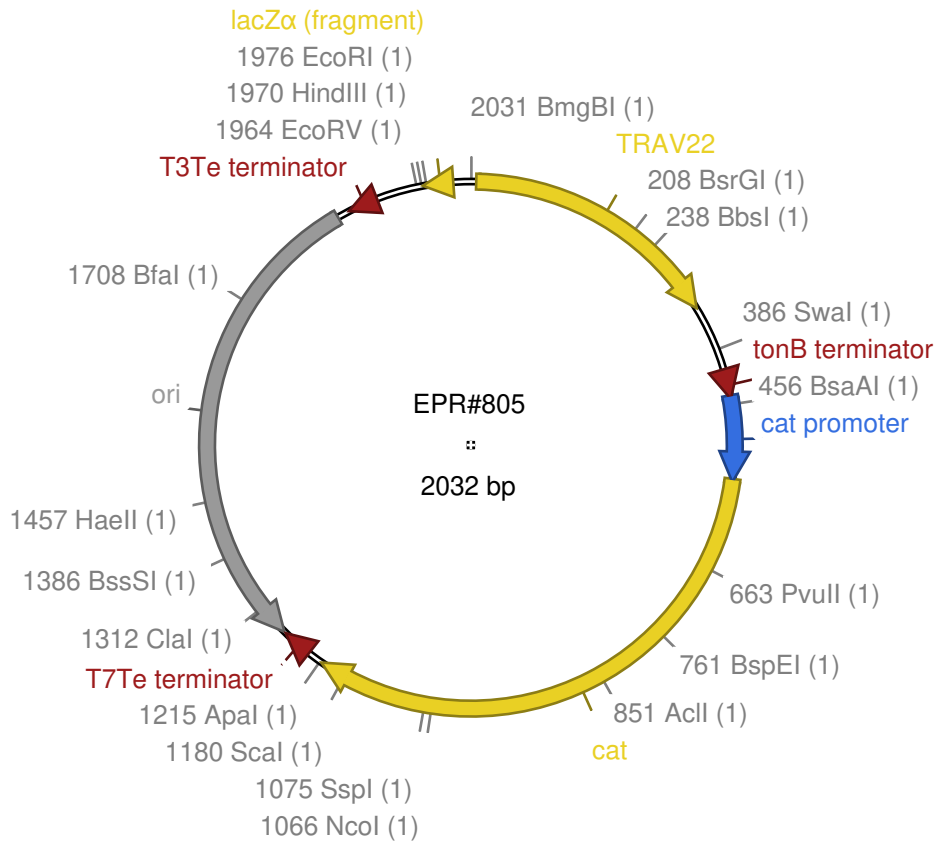 lacZα (fragment)
1976 EcoRI (1)
1970 HindIII (1)
1964 EcoRV (1)
T3Te terminator
2031 BmgBI (1)
TRAV22
208 BsrGI (1)
238 BbsI (1)
1708 BfaI (1)
386 SwaI (1)
tonB terminator
456 BsaAI (1)
cat promoter
ori
EPR#805
2032 bp
1457 HaeII (1)
1386 BssSI (1)
1312 ClaI (1)
T7Te terminator
1215 ApaI (1)
1180 ScaI (1)
1075 SspI (1)
1066 NcoI (1)
663 PvuII (1)
761 BspEI (1)
851 AclI (1)
cat